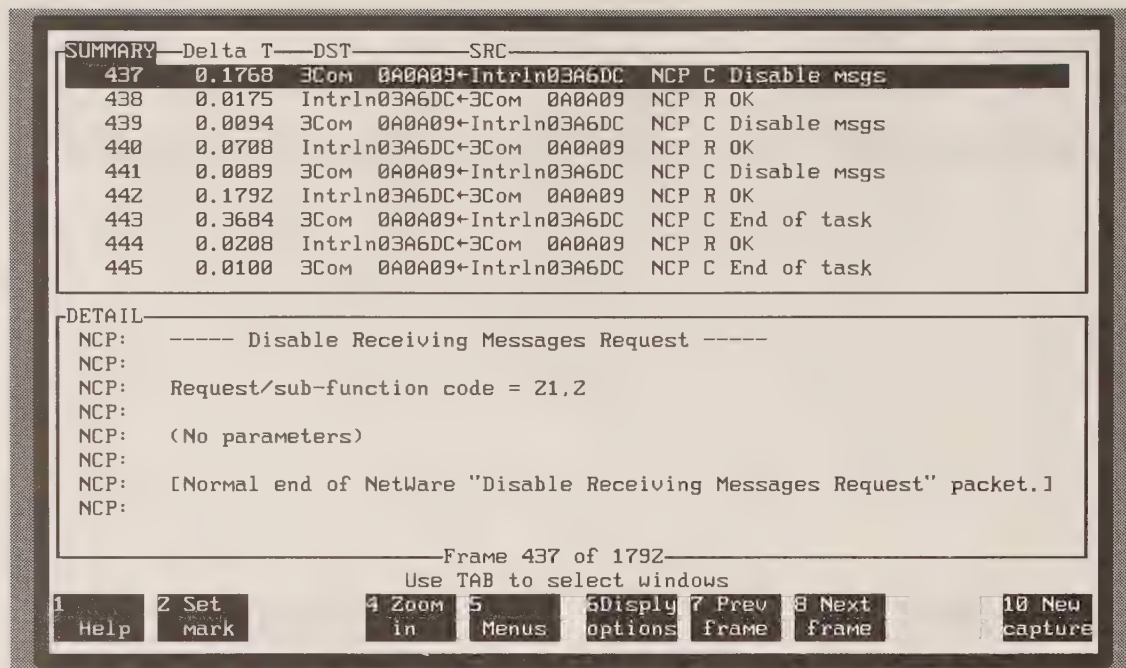 SUMMARY—Delta T—DST—SRC
437 0.1768 3Com 0A0A09←Intrln03A6DC NCP C Disable msgs
438 0.0175 Intrln03A6DC←3Com 0A0A09 NCP R OK
439 0.0094 3Com 0A0A09←Intrln03A6DC NCP C Disable msgs
440 0.0708 Intrln03A6DC←3Com 0A0A09 NCP R OK
441 0.0089 3Com 0A0A09←Intrln03A6DC NCP C Disable msgs
442 0.1792 Intrln03A6DC←3Com 0A0A09 NCP R OK
443 0.3684 3Com 0A0A09←Intrln03A6DC NCP C End of task
444 0.0208 Intrln03A6DC←3Com 0A0A09 NCP R OK
445 0.0100 3Com 0A0A09←Intrln03A6DC NCP C End of task
DETAIL
NCP: ----- Disable Receiving Messages Request -----
NCP:
NCP: Request/sub-function code = 21,2
NCP:
NCP: (No parameters)
NCP:
NCP: [Normal end of NetWare "Disable Receiving Messages Request" packet.]
NCP:
Frame 437 of 1792
Use TAB to select windows
1 Help
2 Set mark
4 Zoom in
5 Menus
6Disply options
7 Prev frame
8 Next frame
10 New capture